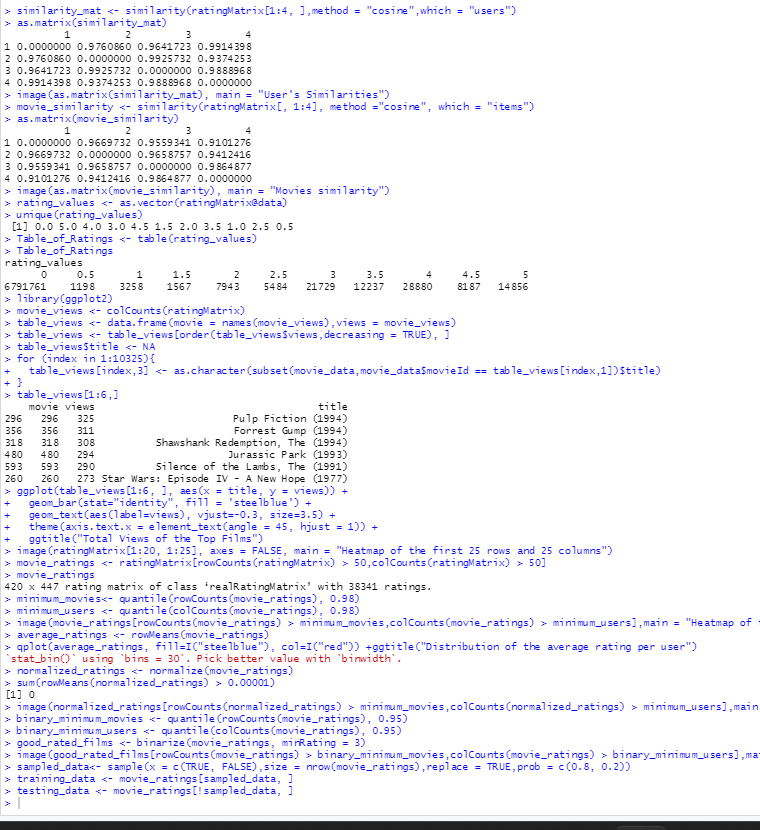 > similarity_mat <- similarity(ratingMatrix[1:4, ],method = "cosine",which = "users")
> as.matrix(similarity_mat)
          1         2         3         4
1 0.0000000 0.9760860 0.9641723 0.9914398
2 0.9760860 0.0000000 0.9925732 0.9374253
3 0.9641723 0.9925732 0.0000000 0.9888968
4 0.9914398 0.9374253 0.9888968 0.0000000
> image(as.matrix(similarity_mat), main = "User's Similarities")
> movie_similarity <- similarity(ratingMatrix[, 1:4], method ="cosine", which = "items")
> as.matrix(movie_similarity)
          1         2         3         4
1 0.0000000 0.9669732 0.9559341 0.9101276
2 0.9669732 0.0000000 0.9658757 0.9412416
3 0.9559341 0.9658757 0.0000000 0.9864877
4 0.9101276 0.9412416 0.9864877 0.0000000
> image(as.matrix(movie_similarity), main = "Movies similarity")
> rating_values <- as.vector(ratingMatrix@data)
> unique(rating_values)
 [1] 0.0 5.0 4.0 3.0 4.5 1.5 2.0 3.5 1.0 2.5 0.5
> Table_of_Ratings <- table(rating_values)
> Table_of_Ratings
rating_values
      0     0.5       1     1.5       2     2.5       3     3.5       4     4.5       5
6791761    1198    3258    1567    7943    5484   21729   12237   28880    8187   14856
> library(ggplot2)
> movie_views <- colCounts(ratingMatrix)
> table_views <- data.frame(movie = names(movie_views),views = movie_views)
> table_views <- table_views[order(table_views$views,decreasing = TRUE), ]
> table_views$title <- NA
> for (index in 1:10325){
+   table_views[index,3] <- as.character(subset(movie_data,movie_data$movieId == table_views[index,1])$title)
+ }
> table_views[1:6,]
    movie views                                     title
296   296   325                       Pulp Fiction (1994)
356   356   311                       Forrest Gump (1994)
318   318   308          Shawshank Redemption, The (1994)
480   480   294                      Jurassic Park (1993)
593   593   290          Silence of the Lambs, The (1991)
260   260   273 Star Wars: Episode IV - A New Hope (1977)
> ggplot(table_views[1:6, ], aes(x = title, y = views)) +
+   geom_bar(stat="identity", fill = 'steelblue') +
+   geom_text(aes(label=views), vjust=-0.3, size=3.5) +
+   theme(axis.text.x = element_text(angle = 45, hjust = 1)) +
+   ggtitle("Total Views of the Top Films")
> image(ratingMatrix[1:20, 1:25], axes = FALSE, main = "Heatmap of the first 25 rows and 25 columns")
> movie_ratings <- ratingMatrix[rowCounts(ratingMatrix) > 50,colCounts(ratingMatrix) > 50]
> movie_ratings
420 x 447 rating matrix of class ‘realRatingMatrix’ with 38341 ratings.
> minimum_movies<- quantile(rowCounts(movie_ratings), 0.98)
> minimum_users <- quantile(colCounts(movie_ratings), 0.98)
> image(movie_ratings[rowCounts(movie_ratings) > minimum_movies,colCounts(movie_ratings) > minimum_users],main = "Heatmap of
> average_ratings <- rowMeans(movie_ratings)
> qplot(average_ratings, fill=I("steelblue"), col=I("red")) +ggtitle("Distribution of the average rating per user")
`stat_bin()` using `bins = 30`. Pick better value with `binwidth`.
> normalized_ratings <- normalize(movie_ratings)
> sum(rowMeans(normalized_ratings) > 0.00001)
[1] 0
> image(normalized_ratings[rowCounts(normalized_ratings) > minimum_movies,colCounts(normalized_ratings) > minimum_users],main
> binary_minimum_movies <- quantile(rowCounts(movie_ratings), 0.95)
> binary_minimum_users <- quantile(colCounts(movie_ratings), 0.95)
> good_rated_films <- binarize(movie_ratings, minRating = 3)
> image(good_rated_films[rowCounts(movie_ratings) > binary_minimum_movies,colCounts(movie_ratings) > binary_minimum_users],ma
> sampled_data<- sample(x = c(TRUE, FALSE),size = nrow(movie_ratings),replace = TRUE,prob = c(0.8, 0.2))
> training_data <- movie_ratings[sampled_data, ]
> testing_data <- movie_ratings[!sampled_data, ]
>